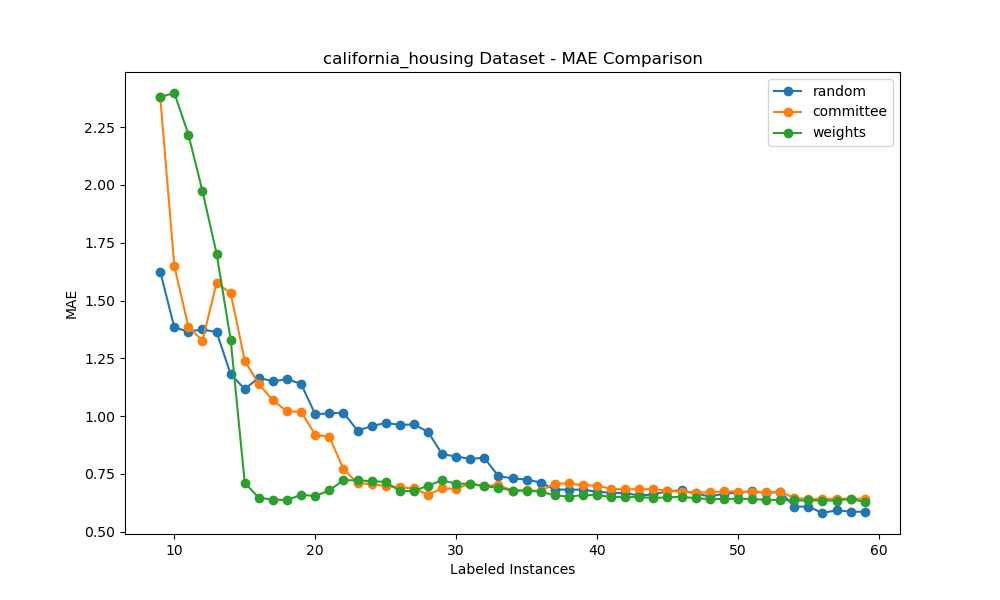 california_housing Dataset - MAE Comparison
random
committee
weights
2.25
2.00
1.75
1.50
1.25
1.00
0.75
0.50
MAE
10
20
30
40
50
60
Labeled Instances